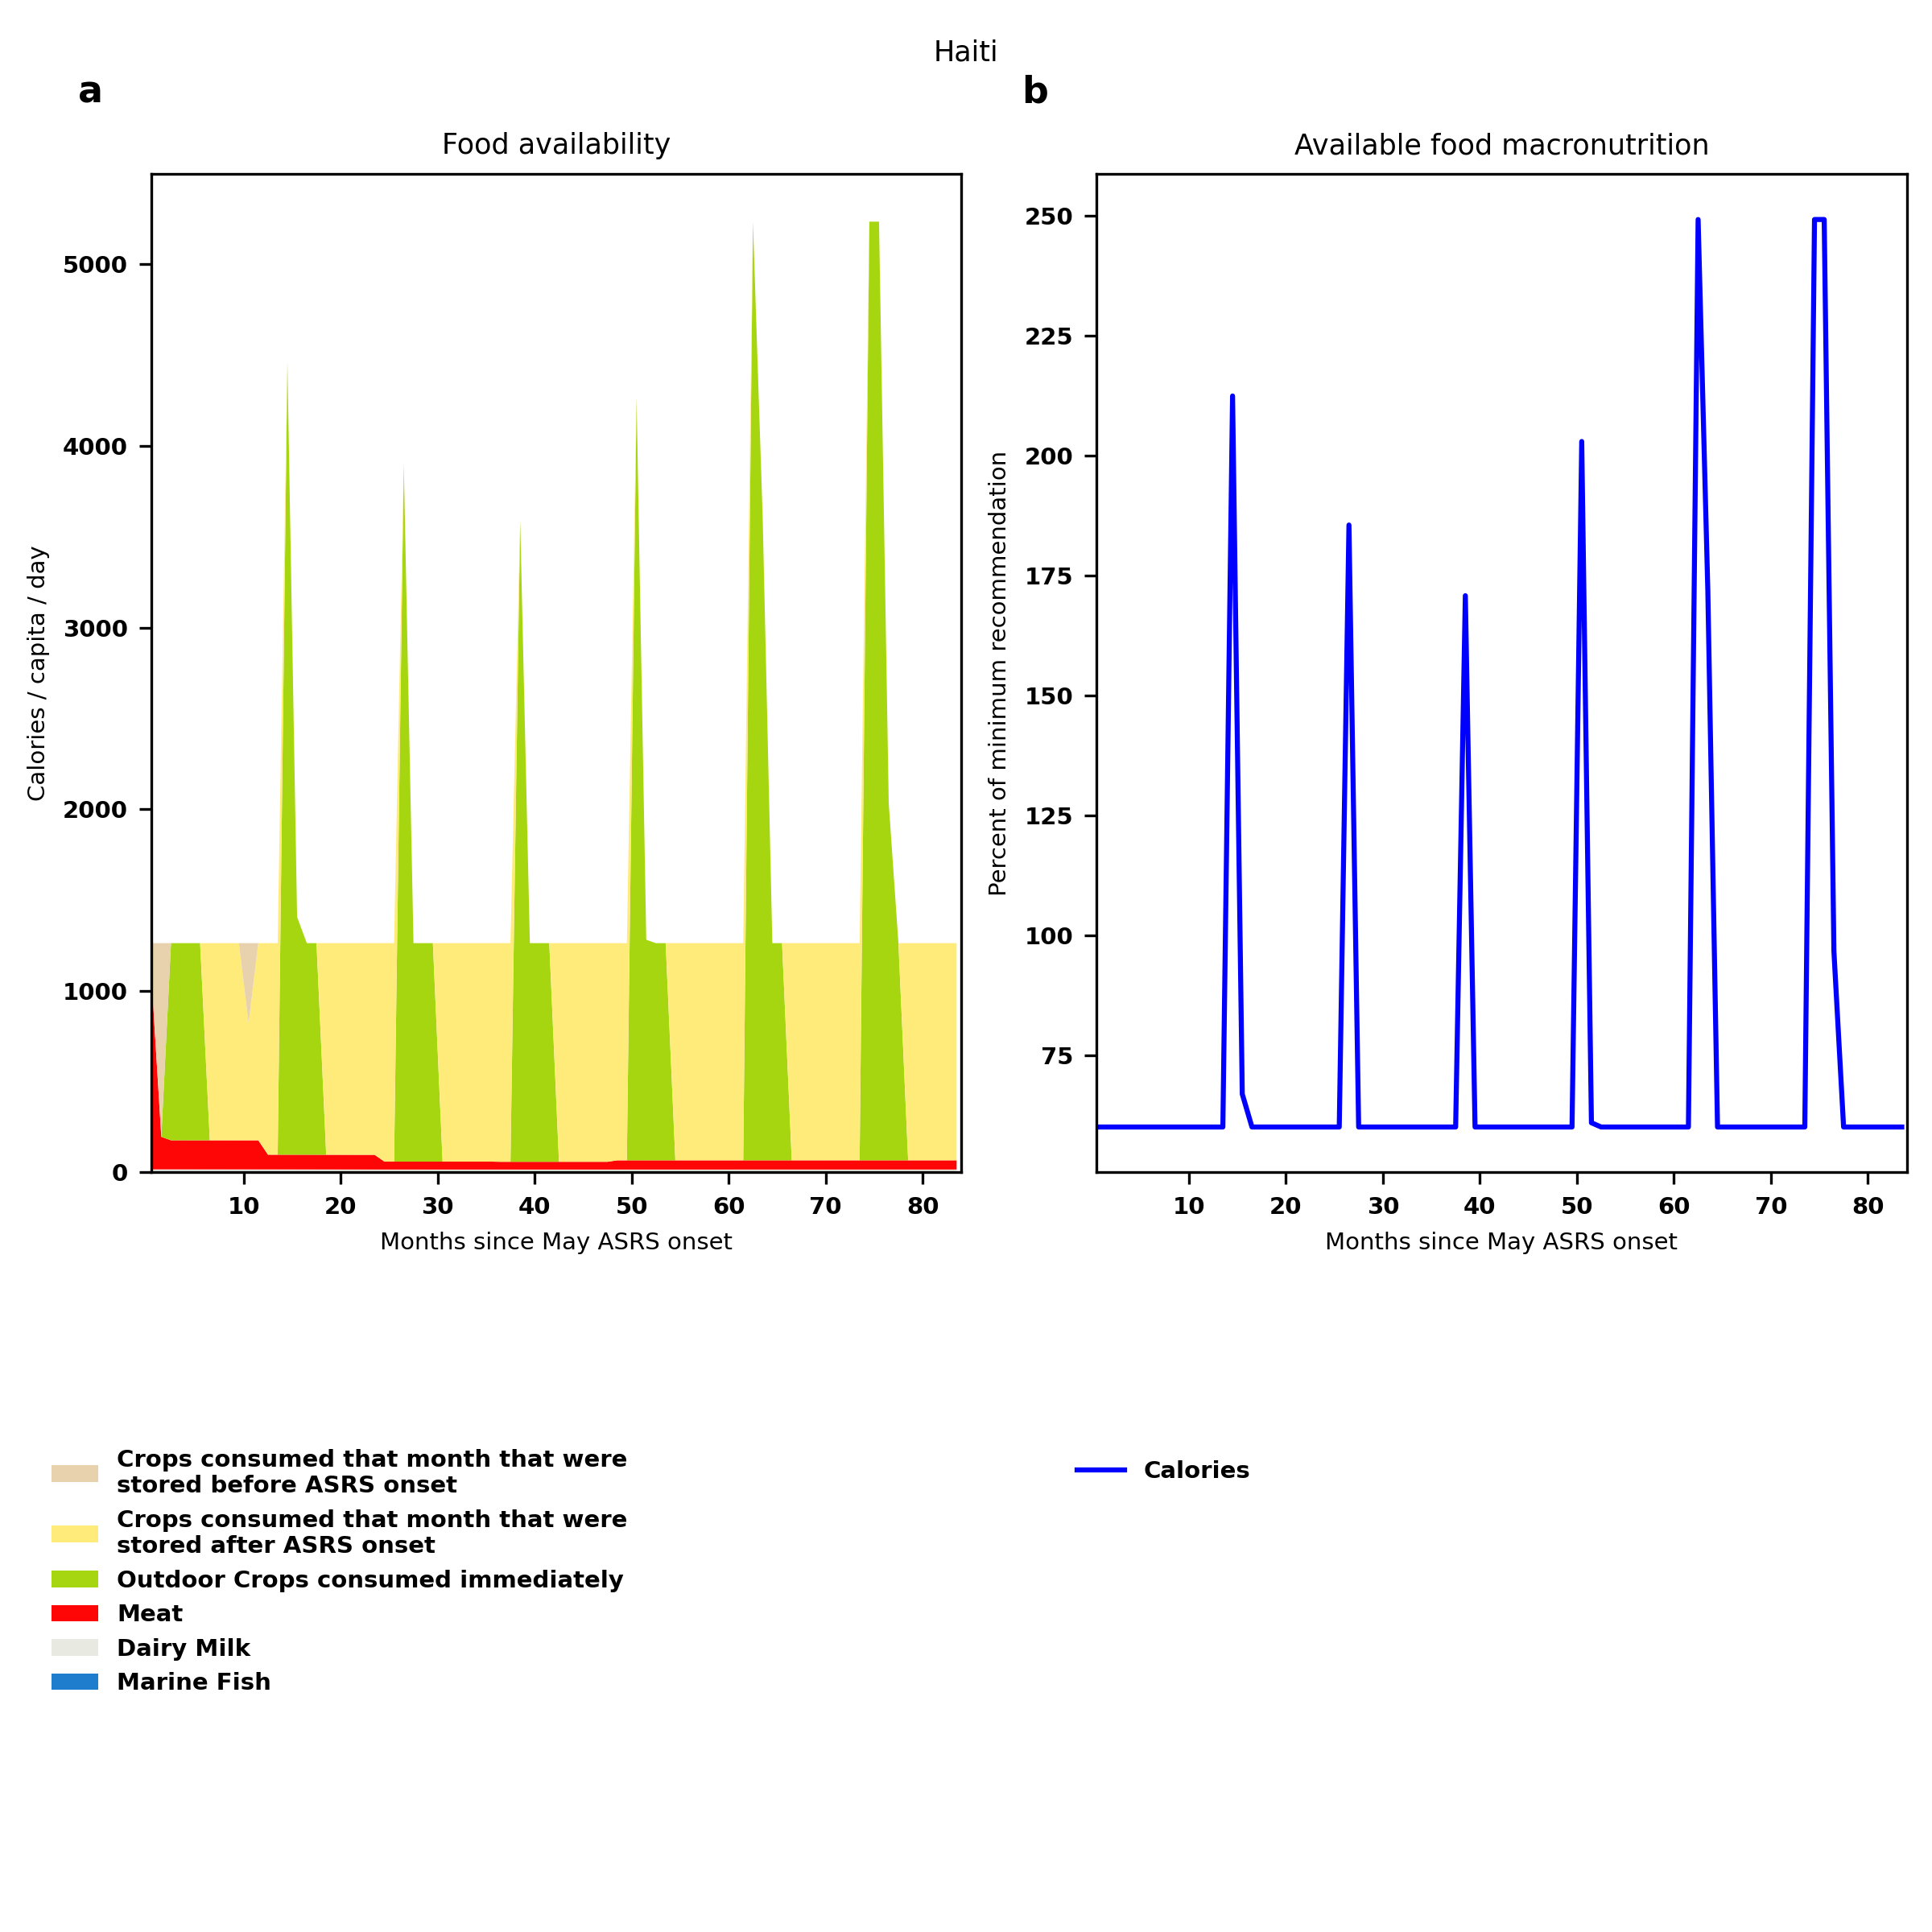 Haiti
a
Food availability
Calories / capita / day
5000
4000
3000
2000
1000
0
10 20 30 40 50 60 70 80
Months since May ASRS onset
b
Available food macronutrition
Percent of minimum recommendation
250
225
200
175
150
125
100
75
10 20 30 40 50 60 70 80
Months since May ASRS onset
Crops consumed that month that were
stored before ASRS onset
Crops consumed that month that were
stored after ASRS onset
Outdoor Crops consumed immediately
Meat
Dairy Milk
Marine Fish
Calories